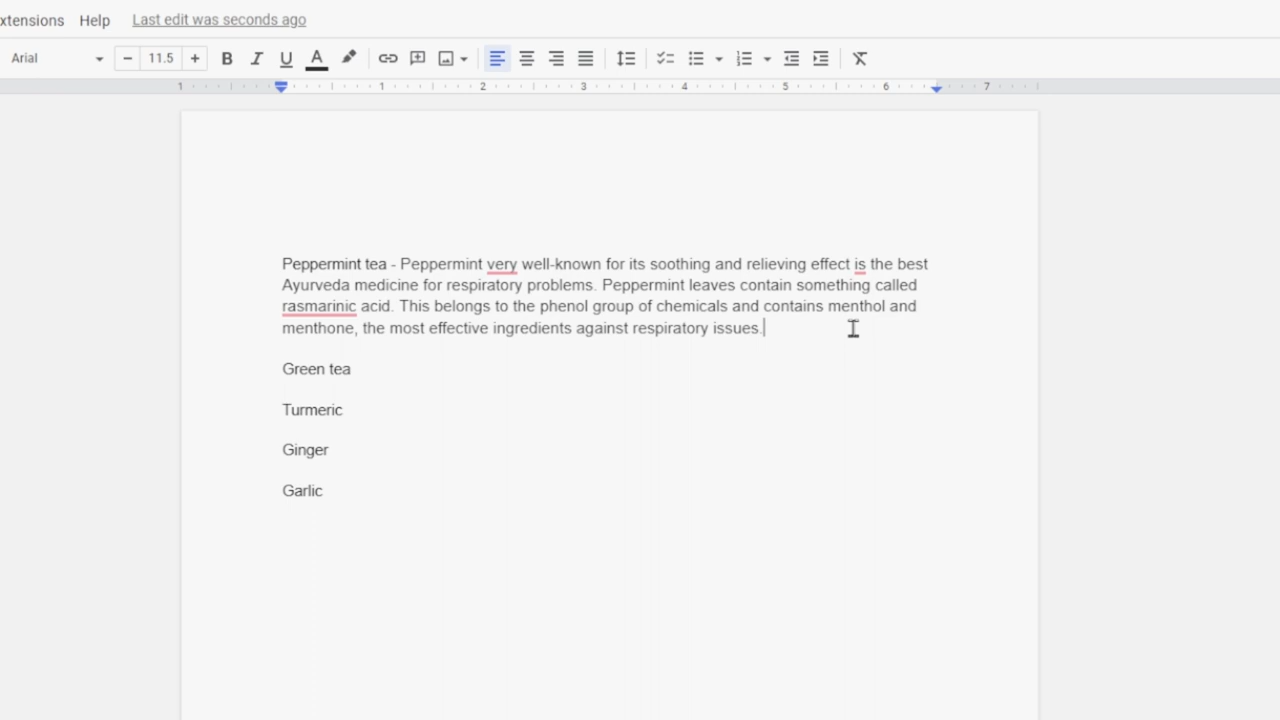 xtensions Help Last edit was seconds ago
Arial 11.5 B I U A
1 1 2 3 4 5 6 7
Peppermint tea - Peppermint very well-known for its soothing and relieving effect is the best
Ayurveda medicine for respiratory problems. Peppermint leaves contain something called
rasmarinic acid. This belongs to the phenol group of chemicals and contains menthol and
menthone, the most effective ingredients against respiratory issues.
Green tea
Turmeric
Ginger
Garlic